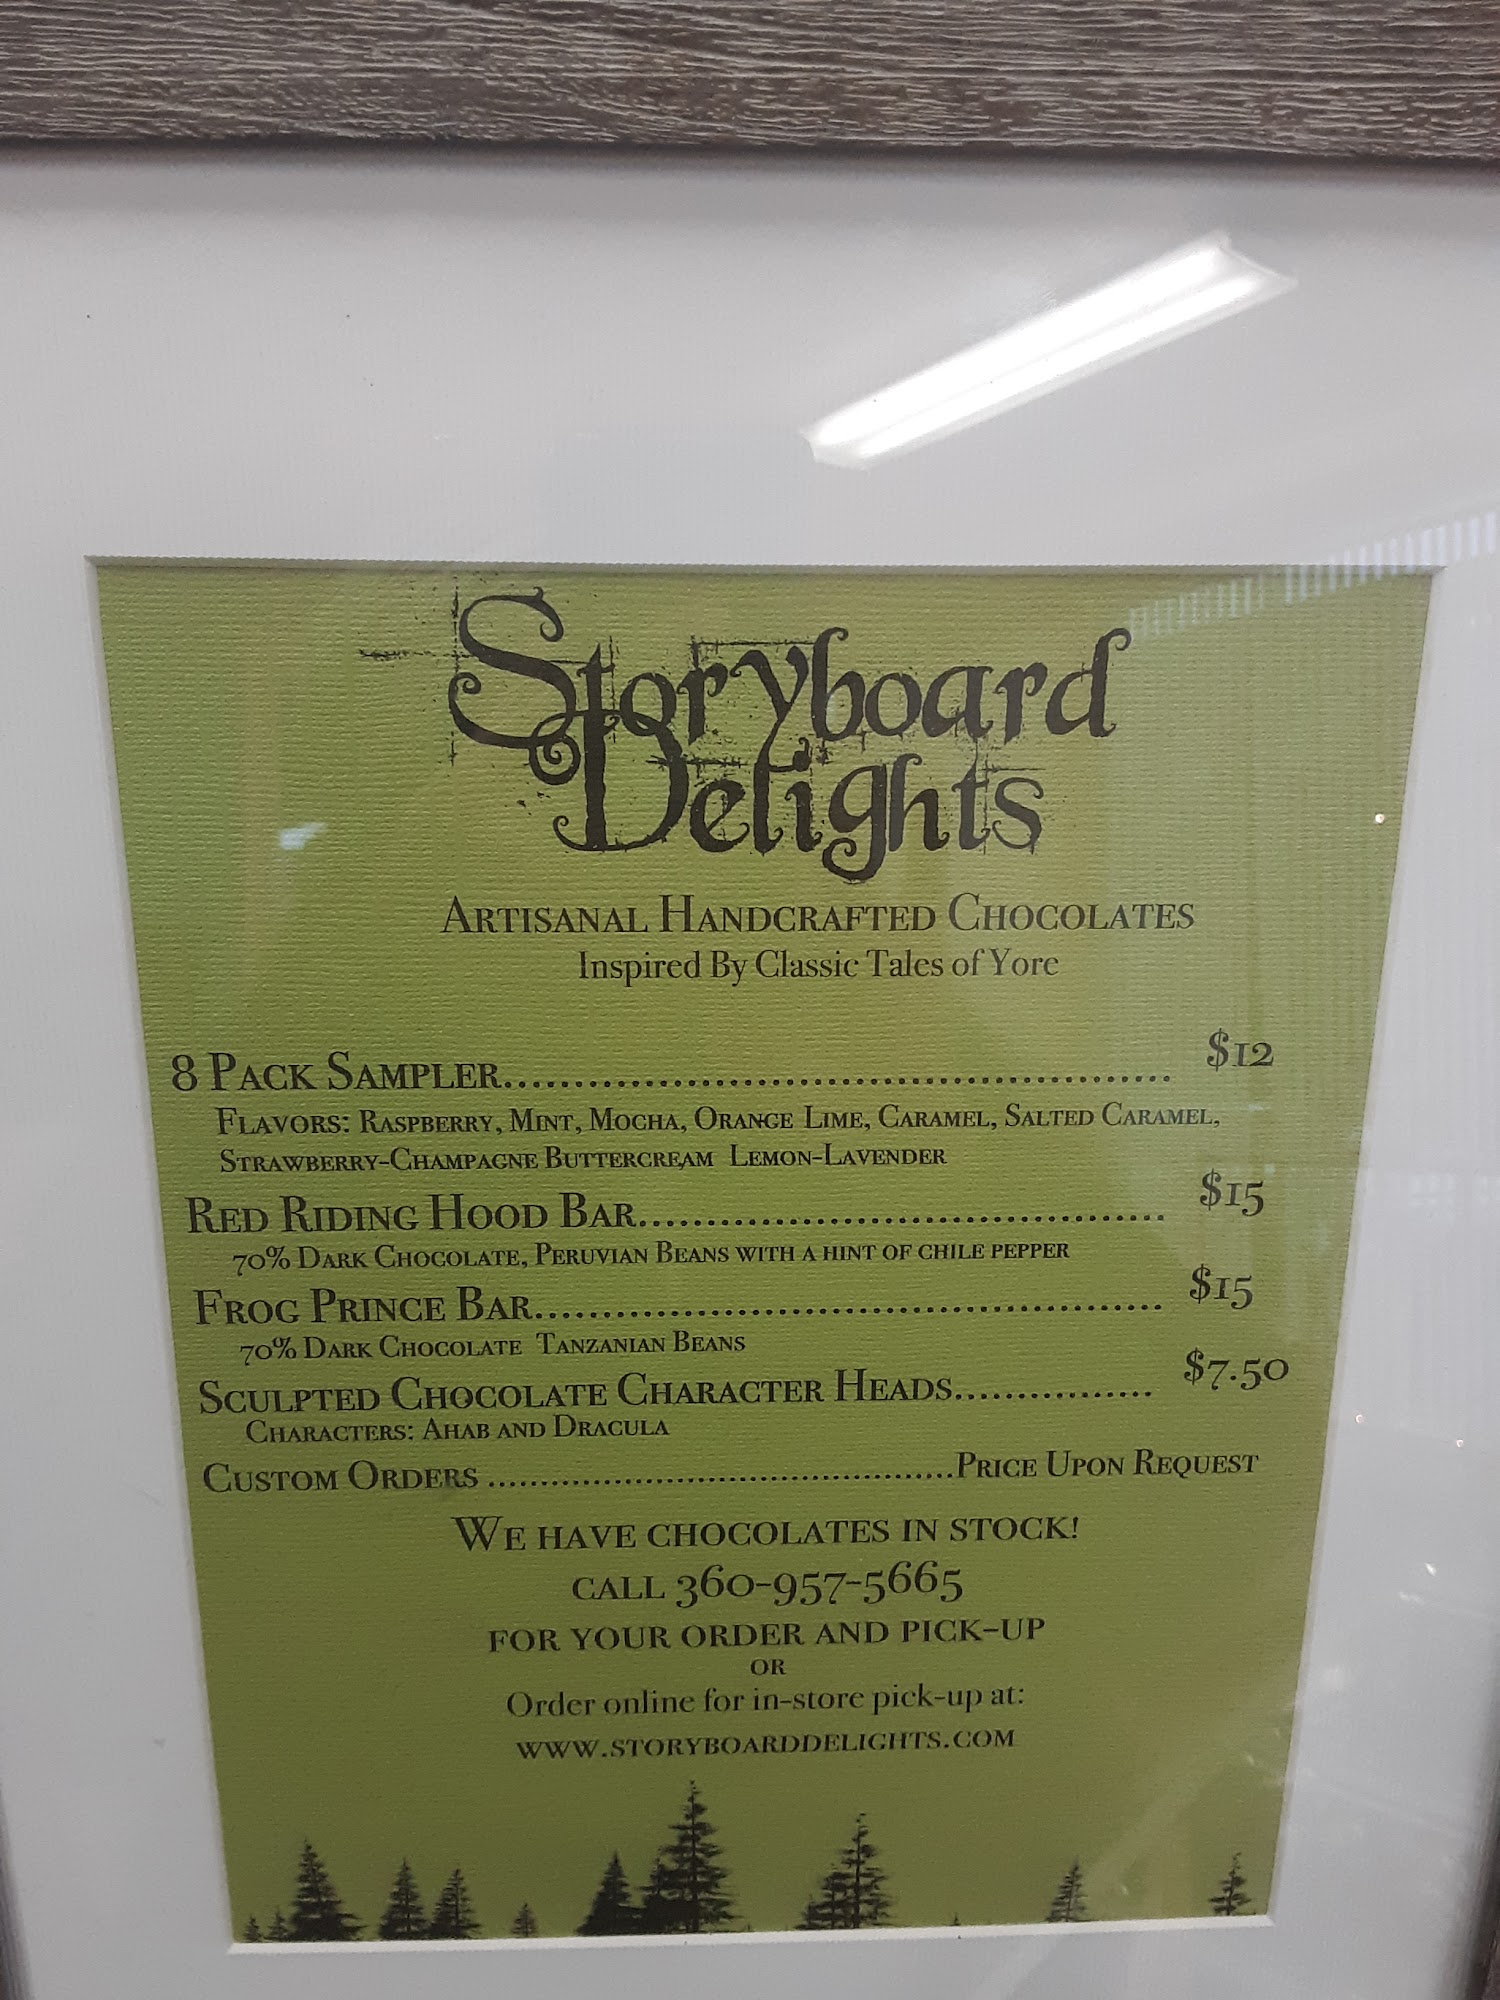 Storyboard
Delights
Artisanal Handcrafted Chocolates
Inspired By Classic Tales of Yore
8 Pack Sampler................................................ $12
Flavors: Raspberry, Mint, Mocha, Orange Lime, Caramel, Salted Caramel,
Strawberry-Champagne Buttercream Lemon-Lavender
Red Riding Hood Bar...................................... $15
70% Dark Chocolate, Peruvian Beans with a hint of chile pepper
Frog Prince Bar............................................. $15
70% Dark Chocolate Tanzanian Beans
Sculpted Chocolate Character Heads................ $7.50
Characters: Ahab and Dracula
Custom Orders ................................................Price Upon Request
We have chocolates in stock!
call 360-957-5665
for your order and pick-up
or
Order online for in-store pick-up at:
www.storyboarddelights.com